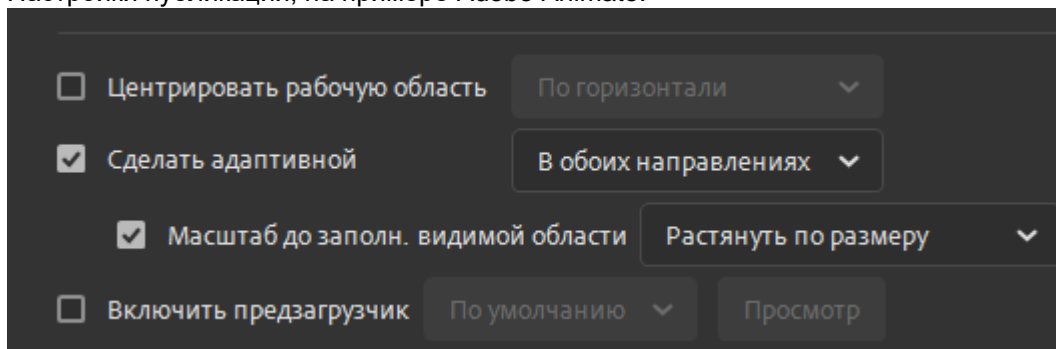 Настройки публикации, на примере Adobe Animate:
Центрировать рабочую область По горизонтали
Сделать адаптивной В обоих направлениях
Масштаб до заполн. видимой области Растянуть по размеру
Включить предзагрузчик По умолчанию Просмотр